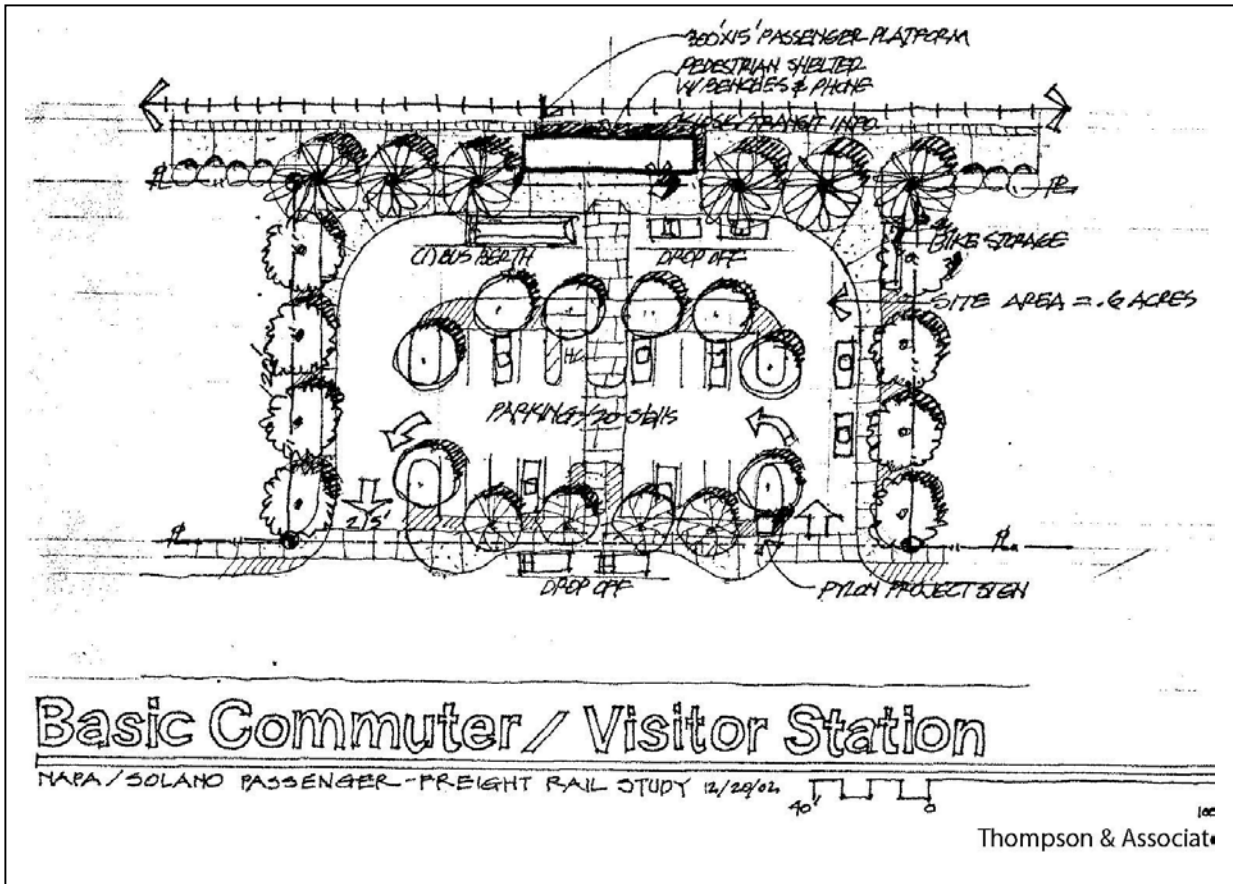 300'x15' PASSENGER PLATFORM
PEDESTRIAN SHELTER
W/BENCHES & PHONE
KIOSK/TRANSIT INFO.
(1) BUS BERTH
DROP OFF
BIKE STORAGE
SITE AREA = .6 ACRES
HC
PARKING/30 STALLS
25'
DROP OFF
PYLON PROJECT SIGN
Basic Commuter / Visitor Station
NAPA/SOLANO PASSENGER-FREIGHT RAIL STUDY 12/20/02
40' 0
100
Thompson & Associat